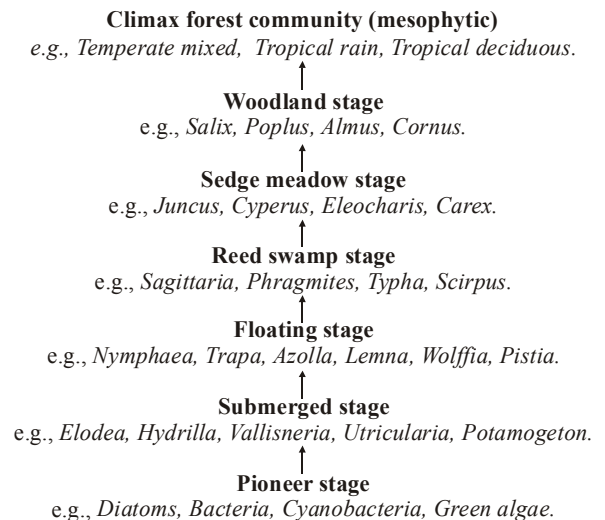 Climax forest community (mesophytic)
e.g., Temperate mixed, Tropical rain, Tropical deciduous.
Woodland stage
e.g., Salix, Poplus, Almus, Cornus.
Sedge meadow stage
e.g., Juncus, Cyperus, Eleocharis, Carex.
Reed swamp stage
e.g., Sagittaria, Phragmites, Typha, Scirpus.
Floating stage
e.g., Nymphaea, Trapa, Azolla, Lemna, Wolffia, Pistia.
Submerged stage
e.g., Elodea, Hydrilla, Vallisneria, Utricularia, Potamogeton.
Pioneer stage
e.g., Diatoms, Bacteria, Cyanobacteria, Green algae.